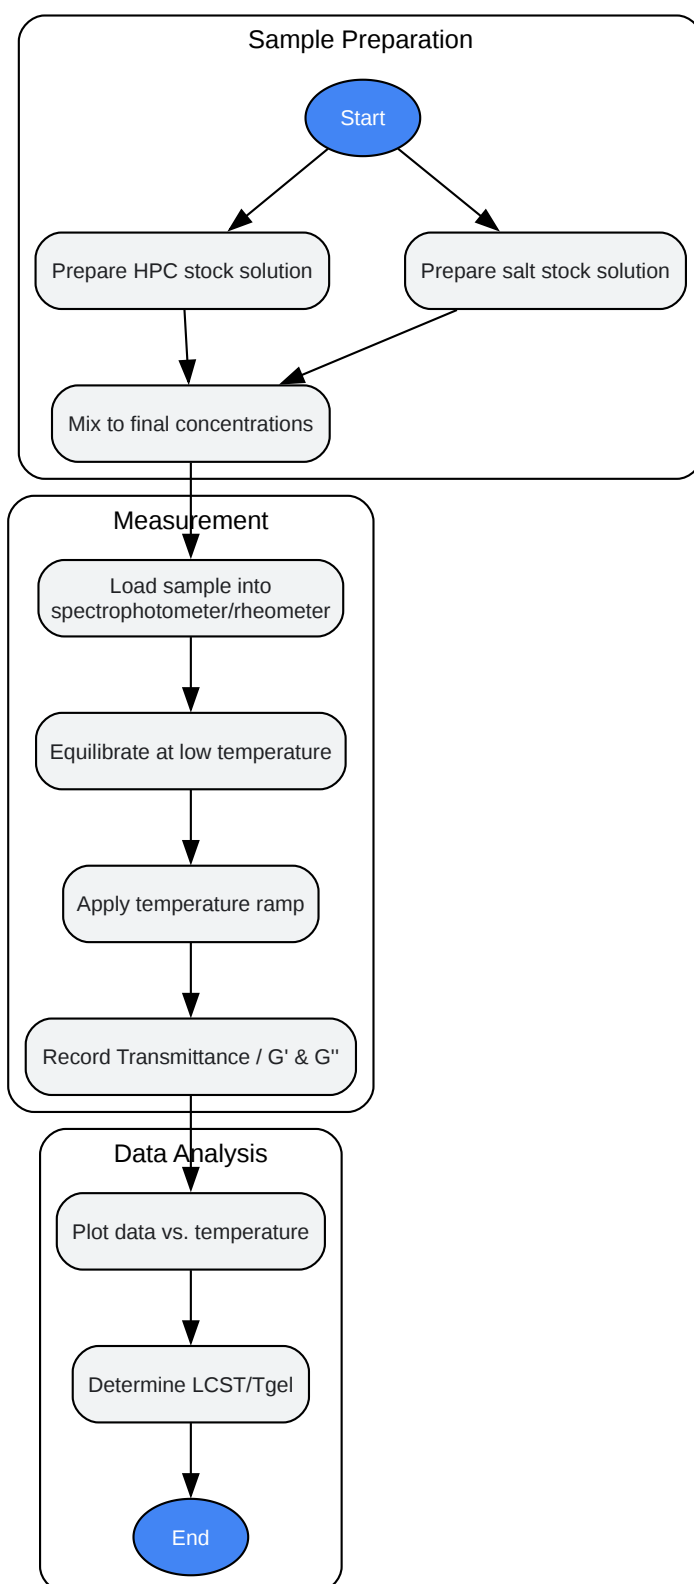 Sample Preparation
Start
Prepare HPC stock solution
Prepare salt stock solution
Mix to final concentrations
Measurement
Load sample into
spectrophotometer/rheometer
Equilibrate at low temperature
Apply temperature ramp
Record Transmittance / G' & G''
Data Analysis
Plot data vs. temperature
Determine LCST/Tgel
End